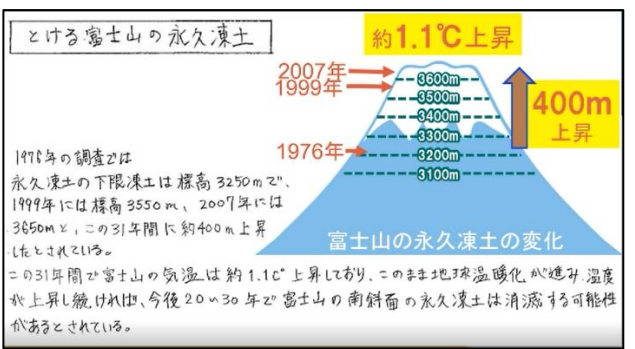 とける富士山の永久凍土
約1.1℃上昇
2007年
1999年
1976年
3600m
3500m
3400m
3300m
3200m
3100m
400m
上昇
富士山の永久凍土の変化
1976年の調査では
永久凍土の下限凍土は標高3250mで、
1999年には標高3550m、2007年には
3650mと、この31年間に約400m上昇
したとされている。
この31年間で富士山の気温は約1.1C°上昇しており、このまま地球温暖化が進み、温度
が上昇し続ければ、今後20〜30年で富士山の南斜面の永久凍土は消滅する可能性
があるとされている。